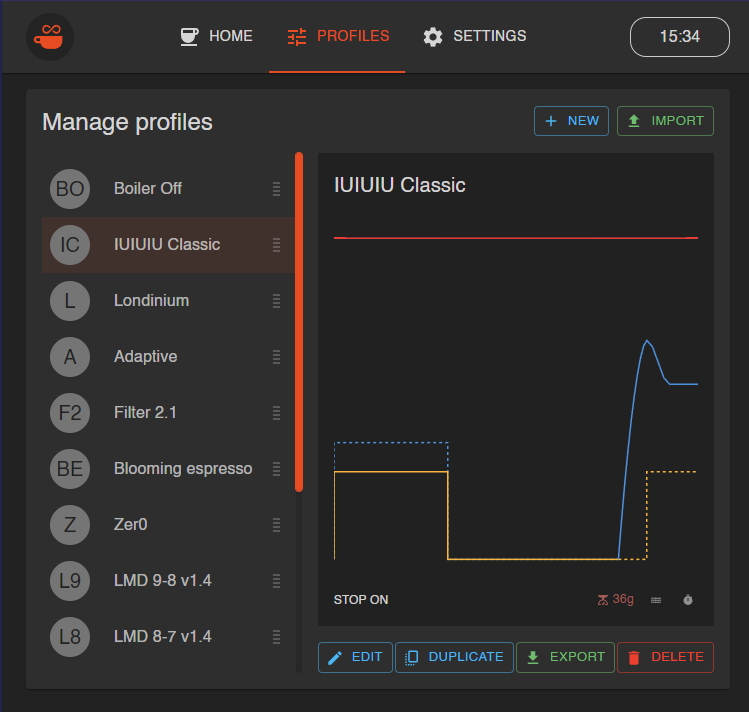 HOME PROFILES SETTINGS 15:34
Manage profiles
NEW IMPORT
BO Boiler Off
IC IUIUIU Classic
L Londinium
A Adaptive
F2 Filter 2.1
BE Blooming espresso
Z Zer0
L9 LMD 9-8 v1.4
L8 LMD 8-7 v1.4
IUIUIU Classic
STOP ON 36g
EDIT DUPLICATE EXPORT DELETE